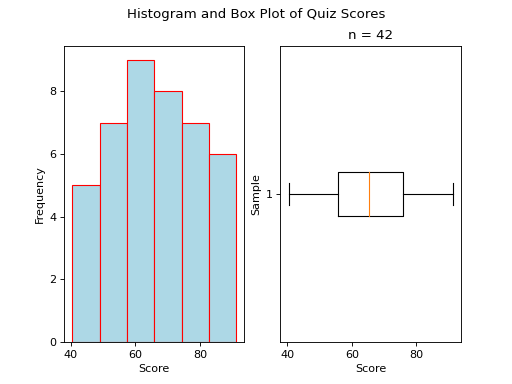 Histogram and Box Plot of Quiz Scores
n = 42
Frequency
8
6
4
2
0
40 60 80
Score
Sample
1
40 60 80
Score